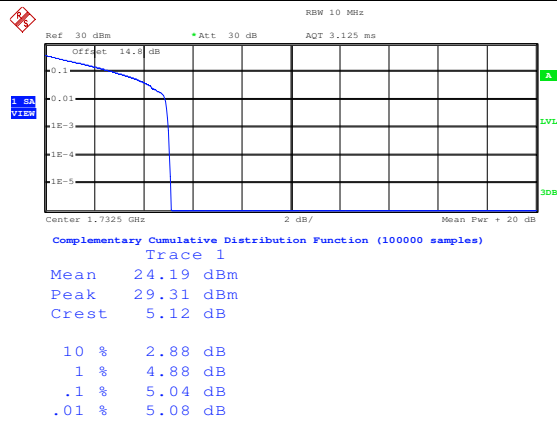 RBW 10 MHz
Ref 30 dBm *Att 30 dB AQT 3.125 ms
Offset 14.8 dB
0.1
0.01
1E-3
1E-4
1E-5
1 SA
VIEW
A
LVL
3DB
Center 1.7325 GHz 2 dB/ Mean Pwr + 20 dB
Complementary Cumulative Distribution Function (100000 samples)
Trace 1
Mean 24.19 dBm
Peak 29.31 dBm
Crest 5.12 dB
10 % 2.88 dB
1 % 4.88 dB
.1 % 5.04 dB
.01 % 5.08 dB